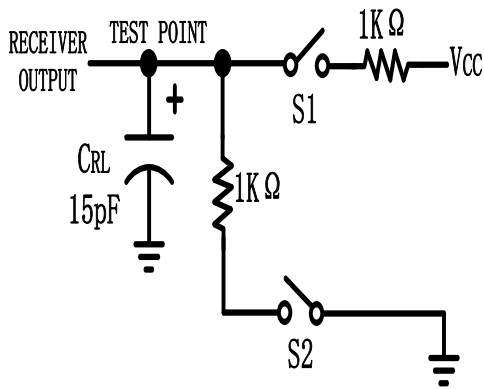 RECEIVER
OUTPUT
TEST POINT
1KΩ
VCC
S1
+
CRL
15pF
1KΩ
S2